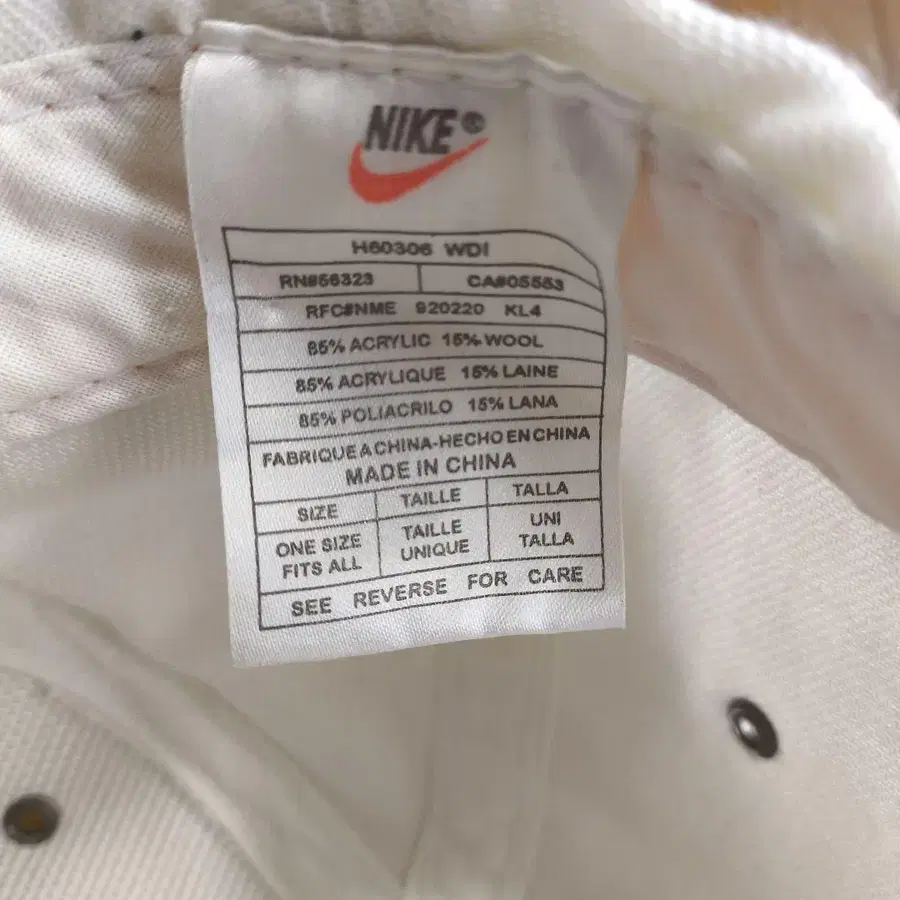 NIKE®
H60306 WDI
RN#56323 CA#05553
RFC#NME 920220 KL4
85% ACRYLIC 15% WOOL
85% ACRYLIQUE 15% LAINE
85% POLIACRILO 15% LANA
FABRIQUE A CHINA-HECHO EN CHINA
MADE IN CHINA
SIZE TAILLE TALLA
ONE SIZE FITS ALL TAILLE UNIQUE UNI TALLA
SEE REVERSE FOR CARE